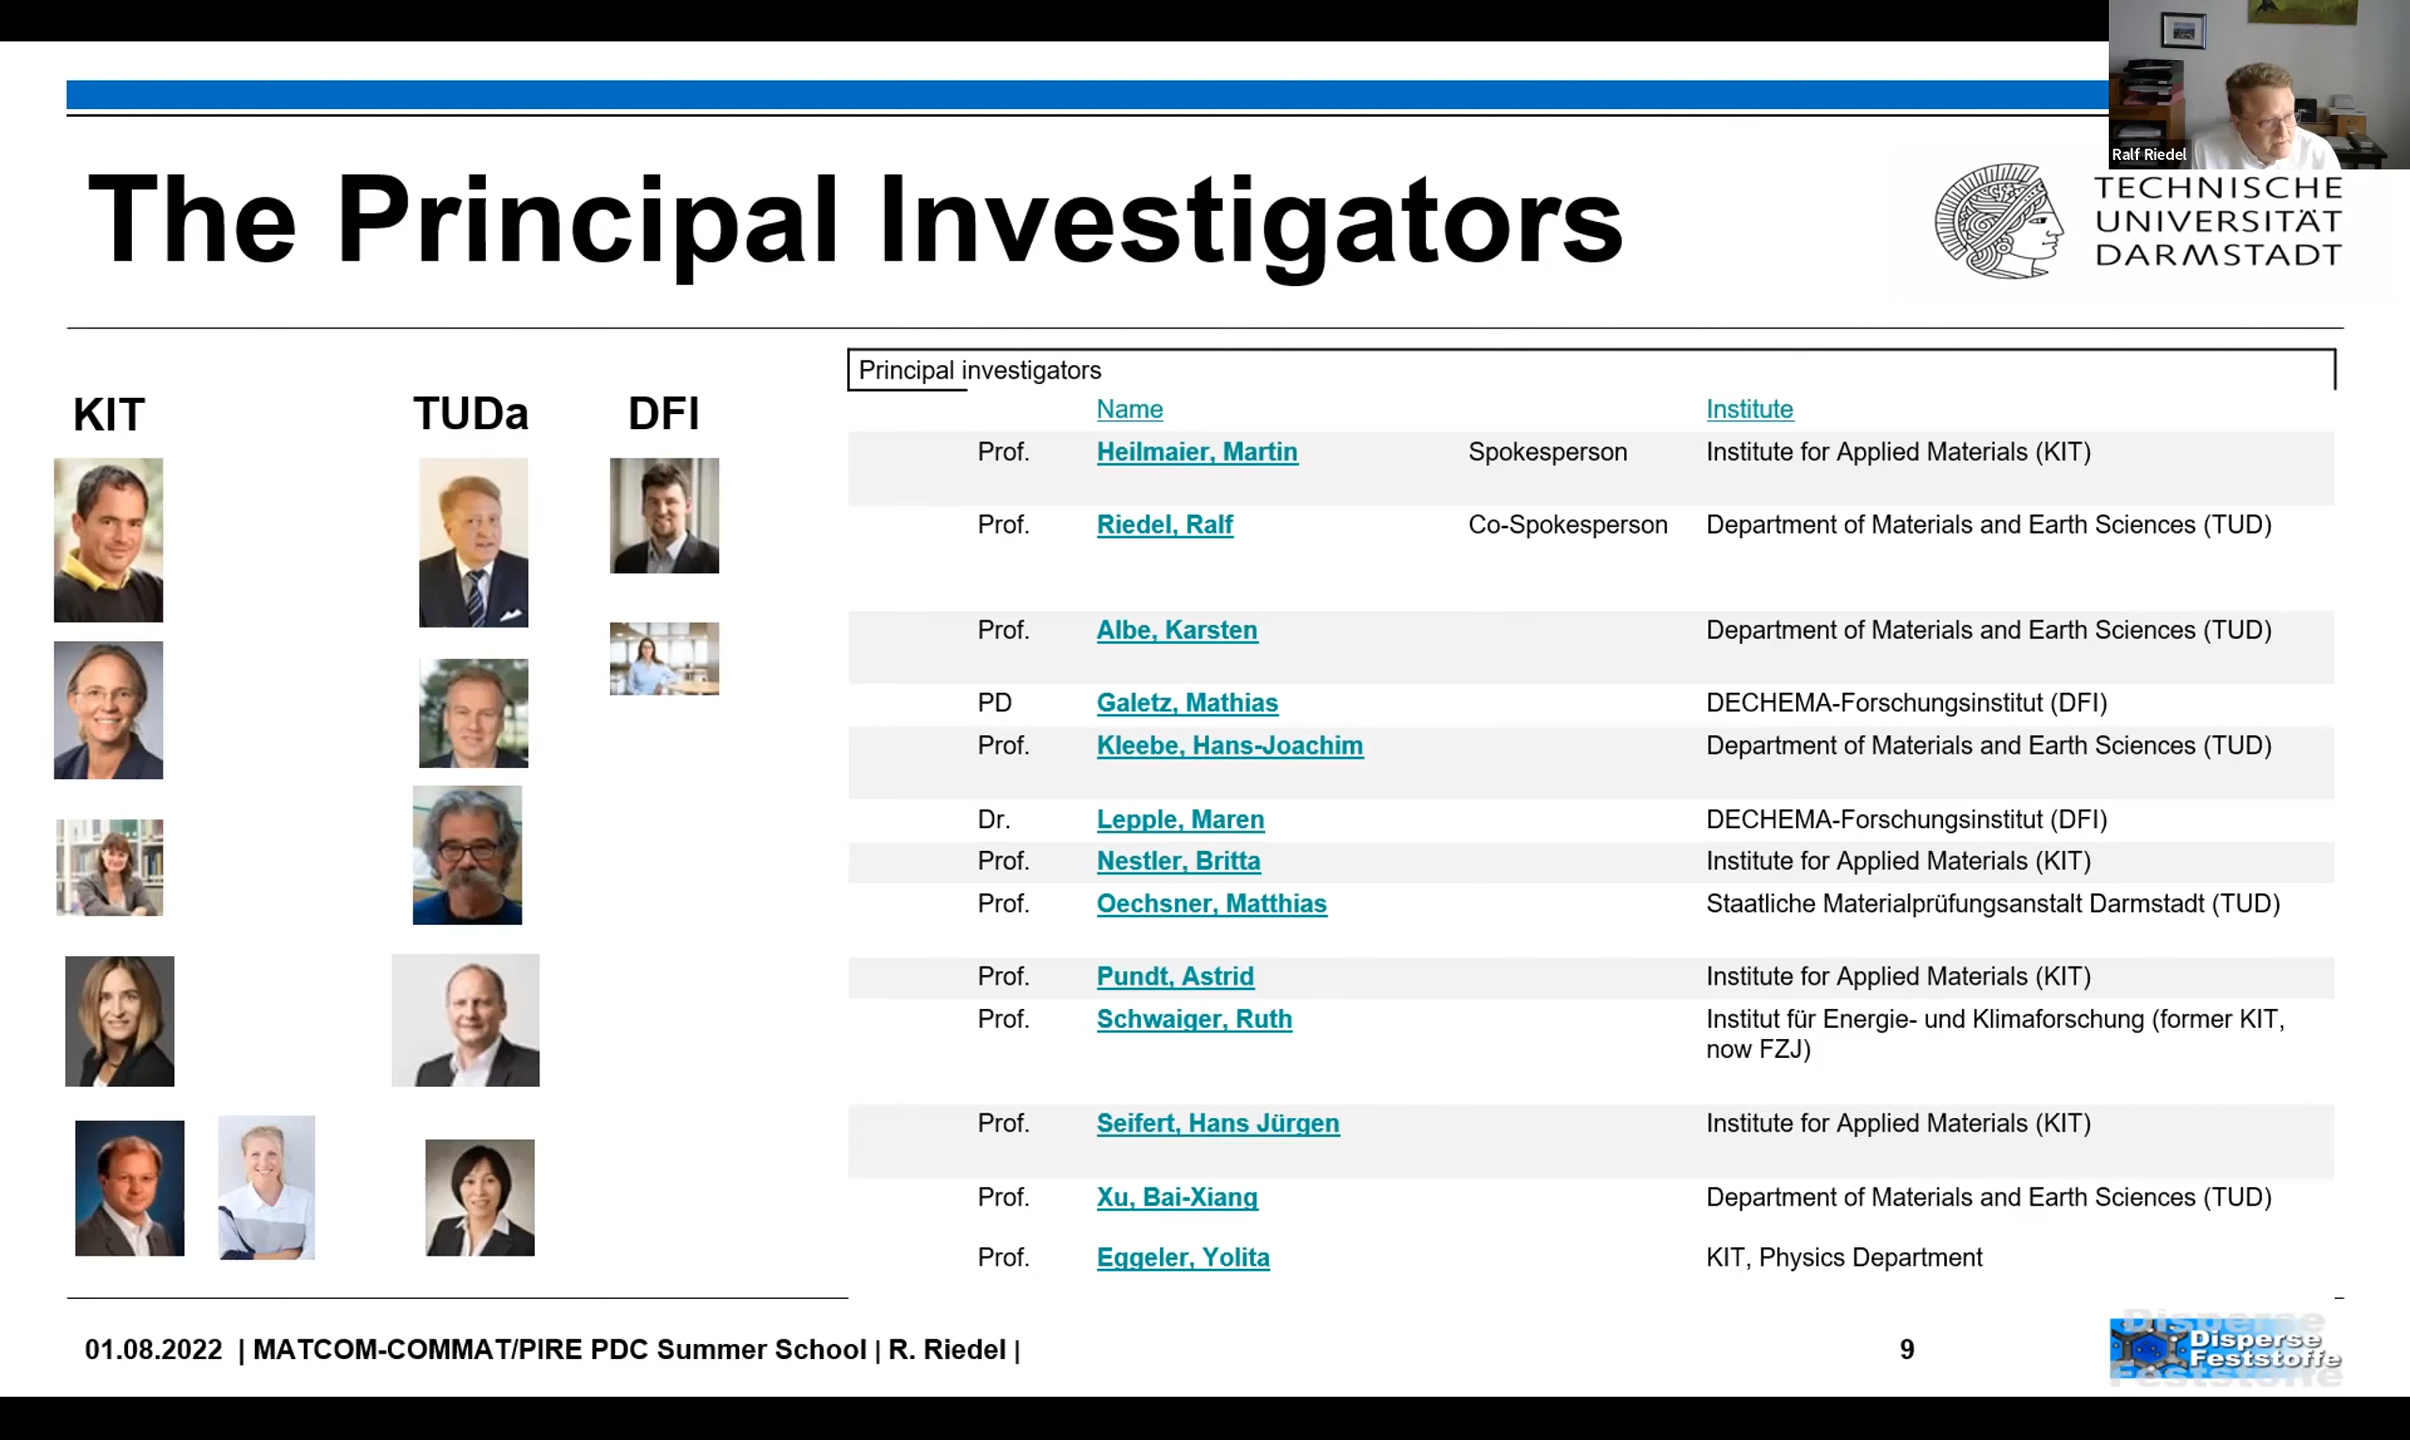 Ralf Riedel
The Principal Investigators
TECHNISCHE
UNIVERSITÄT
DARMSTADT
KIT TUDa DFI
Principal investigators
Name Institute
Prof. Heilmaier, Martin Spokesperson Institute for Applied Materials (KIT)
Prof. Riedel, Ralf Co-Spokesperson Department of Materials and Earth Sciences (TUD)
Prof. Albe, Karsten Department of Materials and Earth Sciences (TUD)
PD Galetz, Mathias DECHEMA-Forschungsinstitut (DFI)
Prof. Kleebe, Hans-Joachim Department of Materials and Earth Sciences (TUD)
Dr. Lepple, Maren DECHEMA-Forschungsinstitut (DFI)
Prof. Nestler, Britta Institute for Applied Materials (KIT)
Prof. Oechsner, Matthias Staatliche Materialprüfungsanstalt Darmstadt (TUD)
Prof. Pundt, Astrid Institute for Applied Materials (KIT)
Prof. Schwaiger, Ruth Institut für Energie- und Klimaforschung (former KIT,
now FZJ)
Prof. Seifert, Hans Jürgen Institute for Applied Materials (KIT)
Prof. Xu, Bai-Xiang Department of Materials and Earth Sciences (TUD)
Prof. Eggeler, Yolita KIT, Physics Department
01.08.2022 | MATCOM-COMMAT/PIRE PDC Summer School | R. Riedel | 9
Disperse
Feststoffe